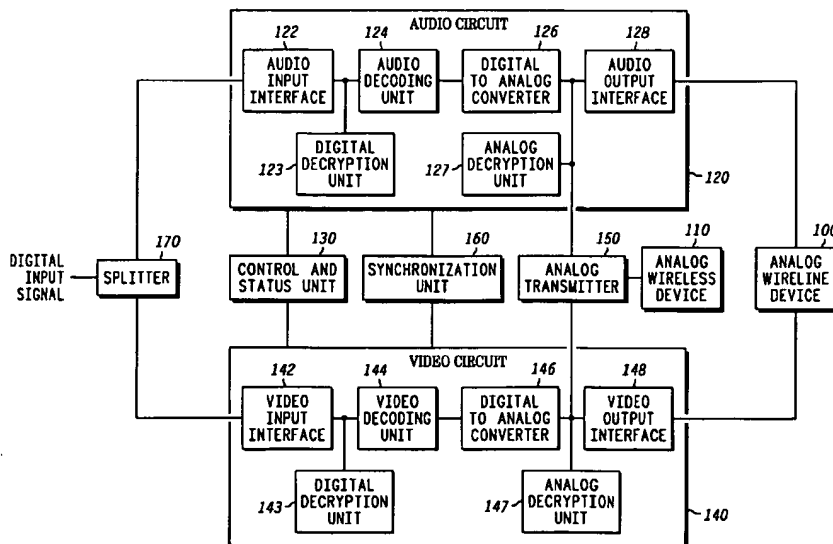 AUDIO CIRCUIT
122
124
126
128
AUDIO
INPUT
INTERFACE
AUDIO
DECODING
UNIT
DIGITAL
TO ANALOG
CONVERTER
AUDIO
OUTPUT
INTERFACE
DIGITAL
DECRYPTION
UNIT
123
ANALOG
DECRYPTION
UNIT
127
120
DIGITAL
INPUT
SIGNAL
170
SPLITTER
130
CONTROL AND
STATUS UNIT
160
SYNCHRONIZATION
UNIT
150
ANALOG
TRANSMITTER
110
ANALOG
WIRELESS
DEVICE
100
ANALOG
WIRELINE
DEVICE
VIDEO CIRCUIT
142
144
146
148
VIDEO
INPUT
INTERFACE
VIDEO
DECODING
UNIT
DIGITAL
TO ANALOG
CONVERTER
VIDEO
OUTPUT
INTERFACE
DIGITAL
DECRYPTION
UNIT
143
ANALOG
DECRYPTION
UNIT
147
140